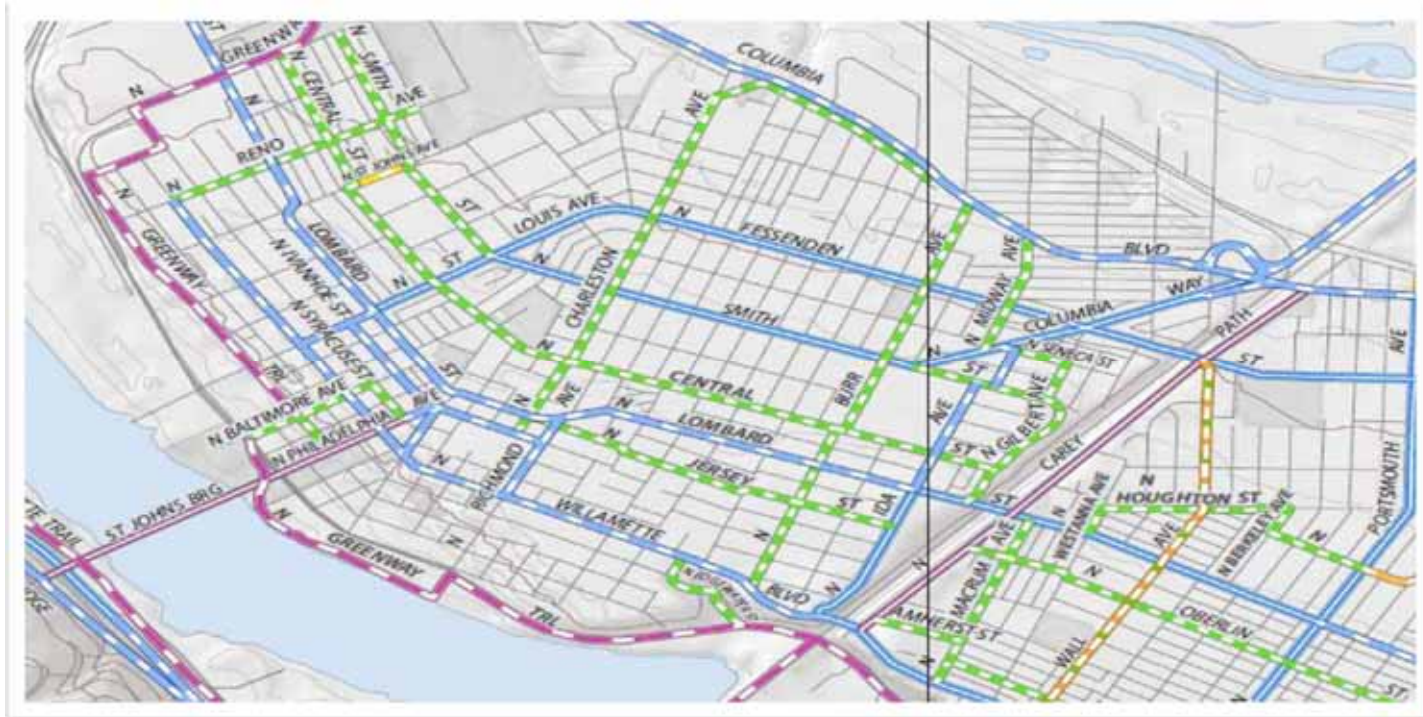 ST
N GREENWAY
N SMITH ST
N CENTRAL ST
N RENO AVE
N ST JOHNS AVE
N LOMBARD ST
N IVANHOE ST
N SYRACUSE ST
N GREENWAY TRL
N ST LOUIS AVE
N CHARLESTON AVE
COLUMBIA BLVD
N FESSENDEN ST
N SMITH ST
N BURR AVE
N MIDWAY AVE
N COLUMBIA WAY
N SENECA ST
N GILBERT AVE
N CENTRAL ST
N LOMBARD ST
N JERSEY ST
N IDA AVE
N CAREY
PATH
N BALTIMORE AVE
N PHILADELPHIA AVE
N RICHMOND AVE
N WILLAMETTE BLVD
ST JOHNS BRG
N GREENWAY TRL
TE TRAIL
IDGE
N
AMHERST ST
N MACRUM AVE
WESTANNA AVE
N HOUGHTON ST
N BERKELEY AVE
PORTSMOUTH AVE
WALL AVE
N OBERLIN ST
N
N